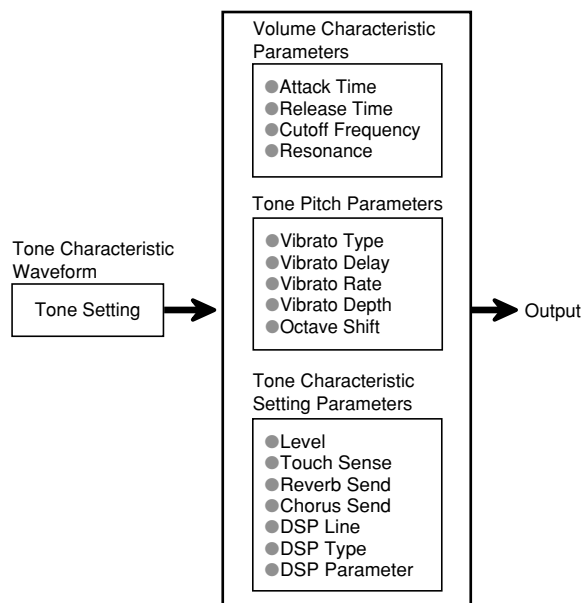 Tone Characteristic
Waveform
Tone Setting
Volume Characteristic
Parameters
●Attack Time
●Release Time
●Cutoff Frequency
●Resonance
Tone Pitch Parameters
●Vibrato Type
●Vibrato Delay
●Vibrato Rate
●Vibrato Depth
●Octave Shift
Tone Characteristic
Setting Parameters
●Level
●Touch Sense
●Reverb Send
●Chorus Send
●DSP Line
●DSP Type
●DSP Parameter
Output